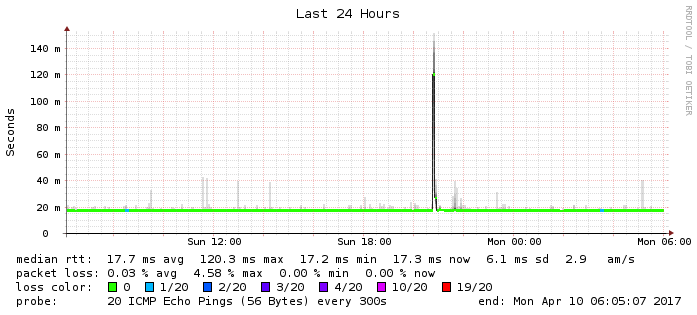 Last 24 Hours
RRDTOOL / TOBI OETIKER
Seconds
140 m
120 m
100 m
80 m
60 m
40 m
20 m
0
Sun 12:00 Sun 18:00 Mon 00:00 Mon 06:00
median rtt: 17.7 ms avg 120.3 ms max 17.2 ms min 17.3 ms now 6.1 ms sd 2.9 am/s
packet loss: 0.03 % avg 4.58 % max 0.00 % min 0.00 % now
loss color: 0 1/20 2/20 3/20 4/20 10/20 19/20
probe: 20 ICMP Echo Pings (56 Bytes) every 300s end: Mon Apr 10 06:05:07 2017